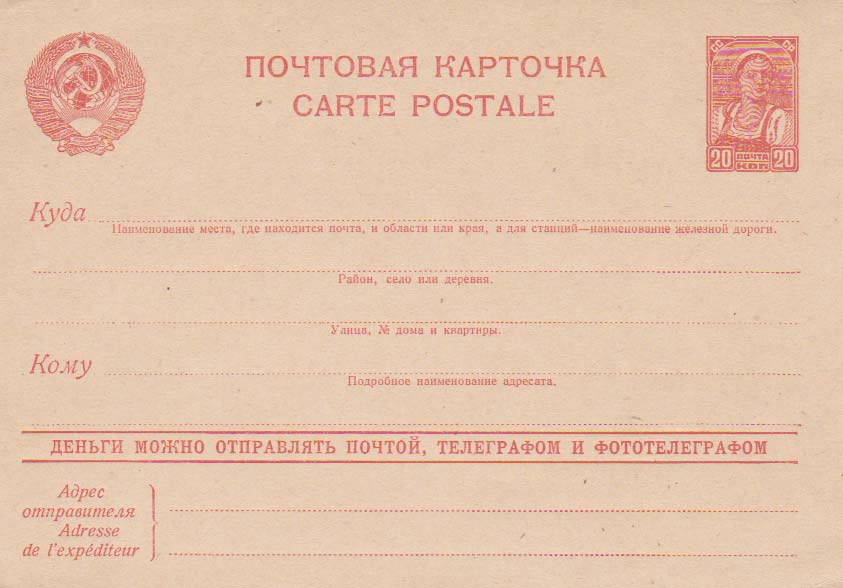 ПОЧТОВАЯ КАРТОЧКА
CARTE POSTALE
СС СР
20 ПОЧТА 20
КОП
Куда
Наименование места, где находится почта, и области или края, а для станций—наименование железной дороги.
Район, село или деревня.
Улица, № дома и квартиры.
Кому
Подробное наименование адресата.
ДЕНЬГИ МОЖНО ОТПРАВЛЯТЬ ПОЧТОЙ, ТЕЛЕГРАФОМ И ФОТОТЕЛЕГРАФОМ
Адрес
отправителя
Adresse
de l'expéditeur